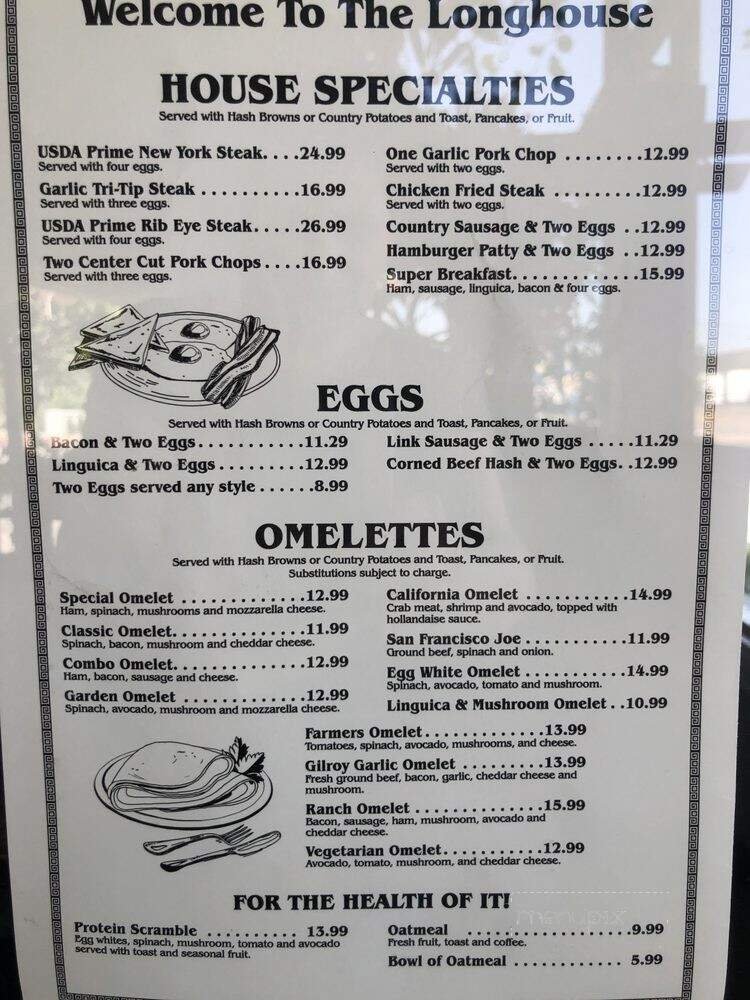 Welcome To The Longhouse
HOUSE SPECIALTIES
Served with Hash Browns or Country Potatoes and Toast, Pancakes, or Fruit.
USDA Prime New York Steak. . . .24.99
Served with four eggs.
Garlic Tri-Tip Steak . . . . . . . . . .16.99
Served with three eggs.
USDA Prime Rib Eye Steak. . . . .26.99
Served with four eggs.
Two Center Cut Pork Chops . . . .16.99
Served with three eggs.
One Garlic Pork Chop . . . . . . . .12.99
Served with two eggs.
Chicken Fried Steak . . . . . . . . .12.99
Served with two eggs.
Country Sausage & Two Eggs . .12.99
Hamburger Patty & Two Eggs . .12.99
Super Breakfast. . . . . . . . . . . . .15.99
Ham, sausage, linguica, bacon & four eggs.
EGGS
Served with Hash Browns or Country Potatoes and Toast, Pancakes, or Fruit.
Bacon & Two Eggs. . . . . . . . . . .11.29
Linguica & Two Eggs . . . . . . . . .12.99
Two Eggs served any style . . . . . .8.99
Link Sausage & Two Eggs . . . . .11.29
Corned Beef Hash & Two Eggs. .12.99
OMELETTES
Served with Hash Browns or Country Potatoes and Toast, Pancakes, or Fruit.
Substitutions subject to charge.
Special Omelet . . . . . . . . . . . . .12.99
Ham, spinach, mushrooms and mozzarella cheese.
Classic Omelet. . . . . . . . . . . . . .11.99
Spinach, bacon, mushroom and cheddar cheese.
Combo Omelet. . . . . . . . . . . . . .12.99
Ham, bacon, sausage and cheese.
Garden Omelet . . . . . . . . . . . . .12.99
Spinach, avocado, mushroom and mozzarella cheese.
California Omelet . . . . . . . . . . .14.99
Crab meat, shrimp and avocado, topped with
hollandaise sauce.
San Francisco Joe . . . . . . . . . . .11.99
Ground beef, spinach and onion.
Egg White Omelet . . . . . . . . . . .14.99
Spinach, avocado, tomato and mushroom.
Linguica & Mushroom Omelet . .10.99
Farmers Omelet. . . . . . . . . . . . .13.99
Tomatoes, spinach, avocado, mushrooms, and cheese.
Gilroy Garlic Omelet . . . . . . . . .13.99
Fresh ground beef, bacon, garlic, cheddar cheese and
mushroom.
Ranch Omelet . . . . . . . . . . . . . .15.99
Bacon, sausage, ham, mushroom, avocado and
cheddar cheese.
Vegetarian Omelet. . . . . . . . . . .12.99
Avocado, tomato, mushroom, and cheddar cheese.
FOR THE HEALTH OF IT!
Protein Scramble . . . . . . . . . . 13.99
Egg whites, spinach, mushroom, tomato and avocado
served with toast and seasonal fruit.
Oatmeal . . . . . . . . . . . . . . . . . .9.99
Fresh fruit, toast and coffee.
Bowl of Oatmeal . . . . . . . . . . . . 5.99
menupix